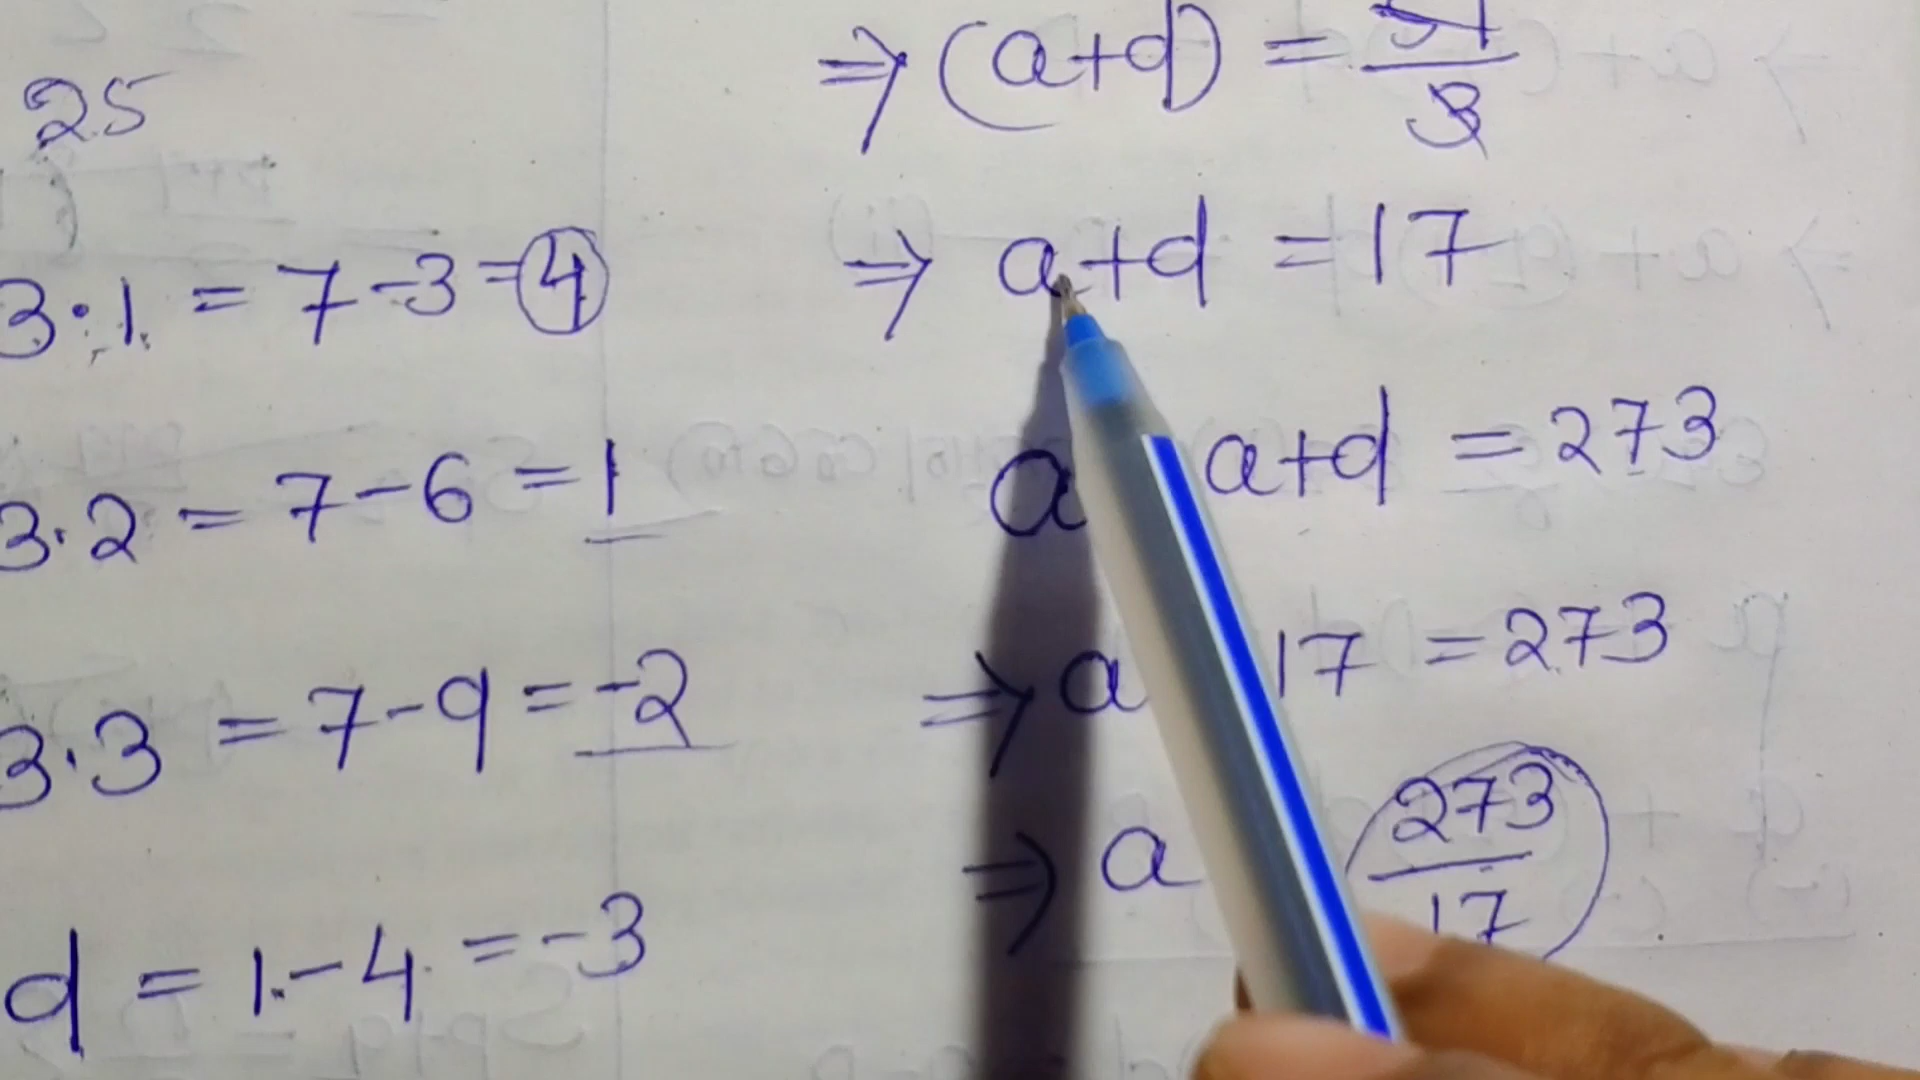 25
3·1 = 7-3 = 4
3·2 = 7-6 = 1
3·3 = 7-9 = -2
d = 1-4 = -3
⇒ (a+d) = 51/3
⇒ a+d = 17
a a+d = 273
⇒ a 17 = 273
⇒ a 273/17